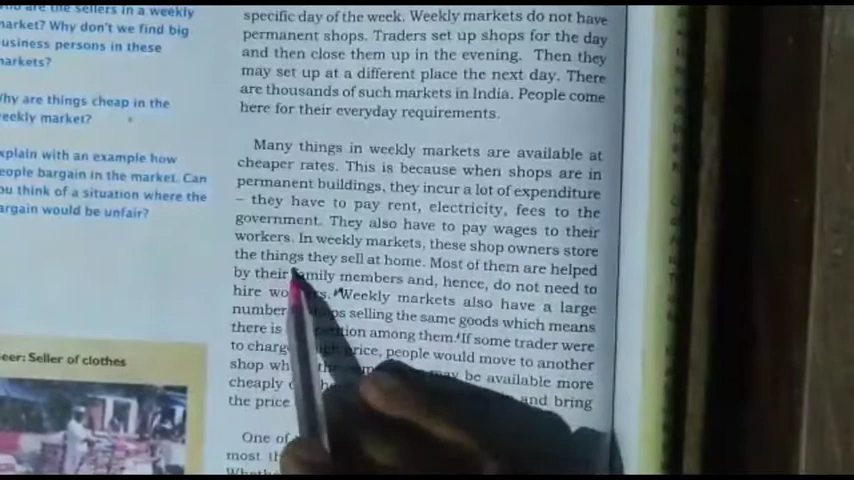 are the sellers in a weekly
market? Why don't we find big
business persons in these
markets?
Why are things cheap in the
weekly market?
explain with an example how
people bargain in the market. Can
you think of a situation where the
bargain would be unfair?
eer: Seller of clothes
specific day of the week. Weekly markets do not have
permanent shops. Traders set up shops for the day
and then close them up in the evening. Then they
may set up at a different place the next day. There
are thousands of such markets in India. People come
here for their everyday requirements.
Many things in weekly markets are available at
cheaper rates. This is because when shops are in
permanent buildings, they incur a lot of expenditure
– they have to pay rent, electricity, fees to the
government. They also have to pay wages to their
workers. In weekly markets, these shop owners store
the things they sell at home. Most of them are helped
by their family members and, hence, do not need to
hire workers. Weekly markets also have a large
number shops selling the same goods which means
there is among them. If some trader were
to charge price, people would move to another
shop may be available more
cheaply and bring
the price
One of
most